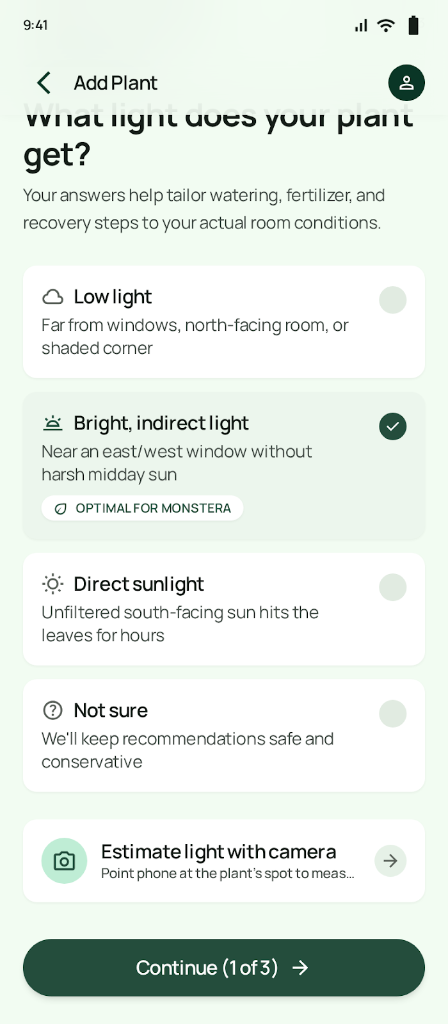 9:41
Add Plant
What light does your plant
get?
Your answers help tailor watering, fertilizer, and
recovery steps to your actual room conditions.
Low light
Far from windows, north-facing room, or
shaded corner
Bright, indirect light
Near an east/west window without
harsh midday sun
OPTIMAL FOR MONSTERA
Direct sunlight
Unfiltered south-facing sun hits the
leaves for hours
Not sure
We'll keep recommendations safe and
conservative
Estimate light with camera
Point phone at the plant's spot to meas...
Continue (1 of 3)